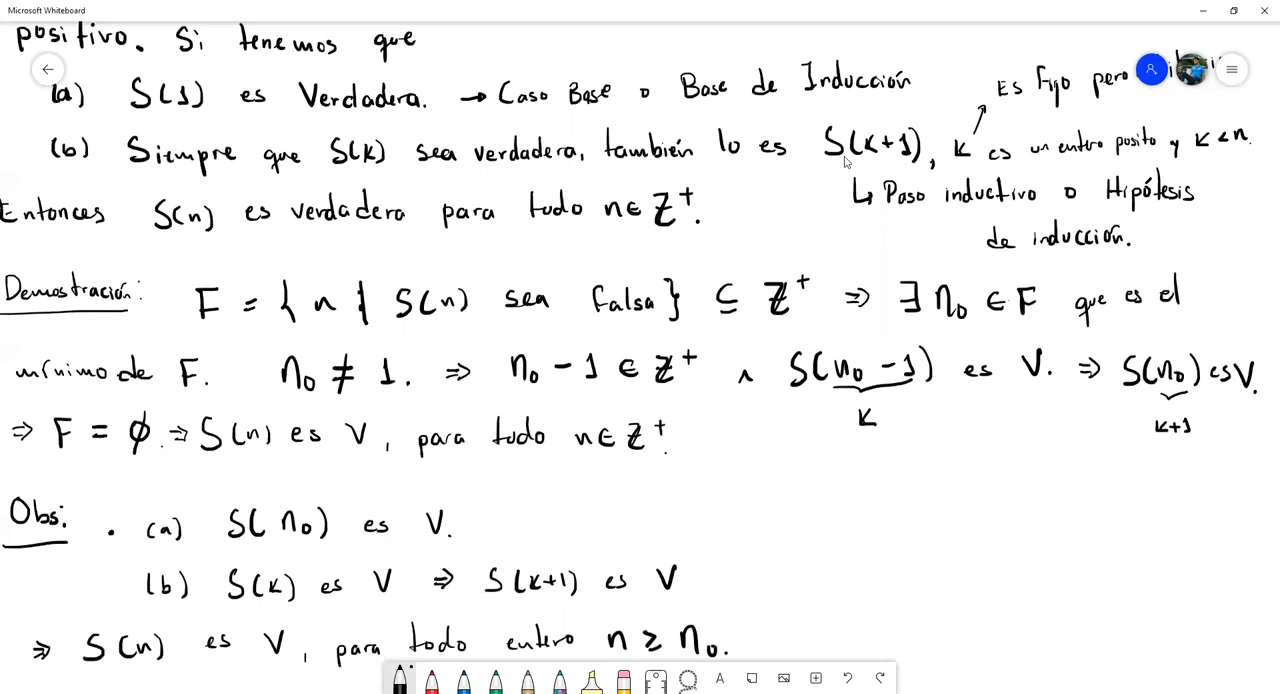 Microsoft Whiteboard
positivo. Si tenemos que
(a) S(1) es Verdadera. → Caso Base o Base de Inducción
Es fijo pero
(b) Siempre que S(k) sea verdadera, también lo es S(k+1), k es un entero posito y k<n.
↳ Paso inductivo o Hipótesis
de inducción.
Entonces S(n) es verdadera para todo n∈ℤ⁺.
Demostración: F = { n | S(n) sea falsa } ⊆ ℤ⁺ ⇒ ∃ n₀ ∈ F que es el
mínimo de F. n₀ ≠ 1. ⇒ n₀ - 1 ∈ ℤ⁺ ∧ S(n₀ - 1) es V. ⇒ S(n₀) es V.
k k+1
⇒ F = ∅. ⇒ S(n) es V, para todo n∈ℤ⁺.
Obs: . (a) S(n₀) es V.
(b) S(k) es V ⇒ S(k+1) es V
⇒ S(n) es V, para todo entero n ≥ n₀.
A